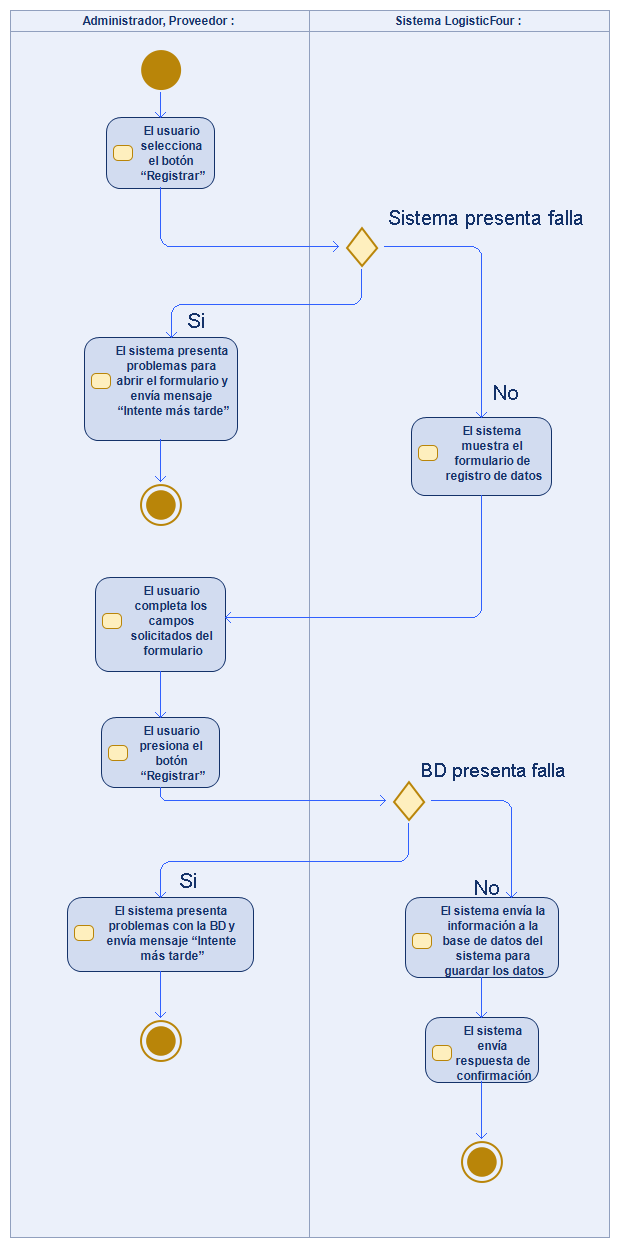 Administrador, Proveedor :
Sistema LogisticFour :
El usuario
selecciona
el botón
“Registrar”
Sistema presenta falla
Si
El sistema presenta
problemas para
abrir el formulario y
envía mensaje
“Intente más tarde”
No
El sistema
muestra el
formulario de
registro de datos
El usuario
completa los
campos
solicitados del
formulario
El usuario
presiona el
botón
“Registrar”
BD presenta falla
Si
No
El sistema presenta
problemas con la BD y
envía mensaje “Intente
más tarde”
El sistema envía la
información a la
base de datos del
sistema para
guardar los datos
El sistema
envía
respuesta de
confirmación